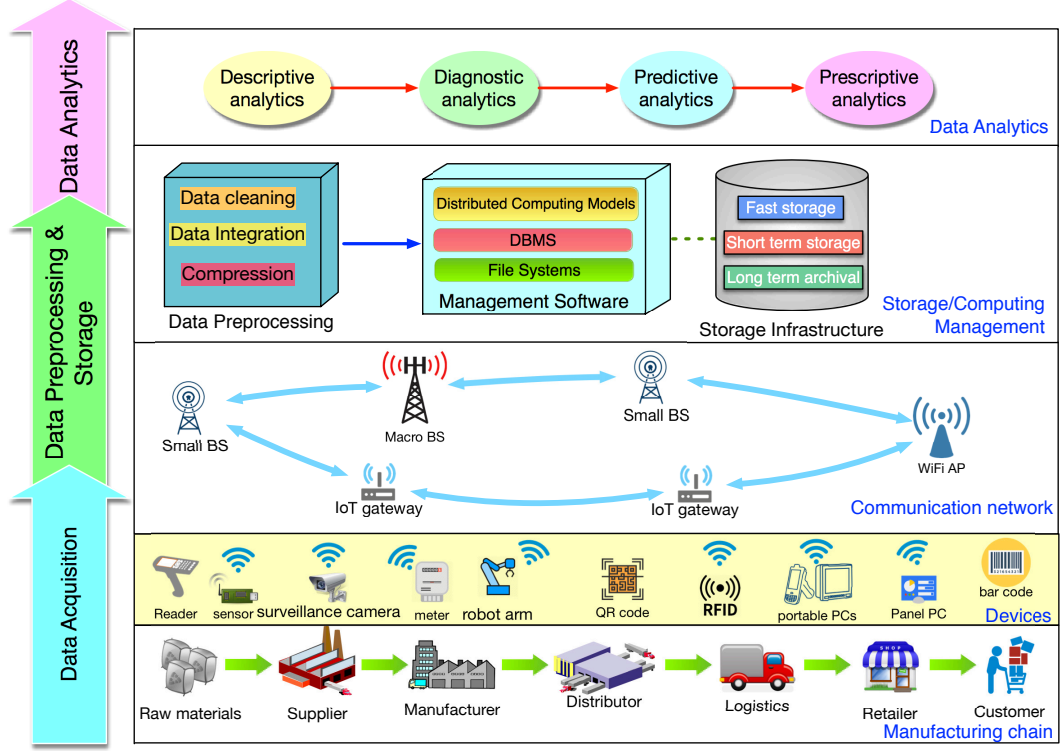 Data Analytics
Data Preprocessing &
Storage
Data Acquisition
Descriptive
analytics
Diagnostic
analytics
Predictive
analytics
Prescriptive
analytics
Data Analytics
Data cleaning
Data Integration
Compression
Data Preprocessing
Distributed Computing Models
DBMS
File Systems
Management Software
Fast storage
Short term storage
Long term archival
Storage Infrastructure
Storage/Computing
Management
Small BS
Macro BS
Small BS
WiFi AP
IoT gateway
IoT gateway
Communication network
Reader
sensor
surveillance camera
meter
robot arm
QR code
RFID
portable PCs
Panel PC
bar code
Devices
Raw materials
Supplier
Manufacturer
Distributor
Logistics
SHOP
Retailer
Customer
Manufacturing chain